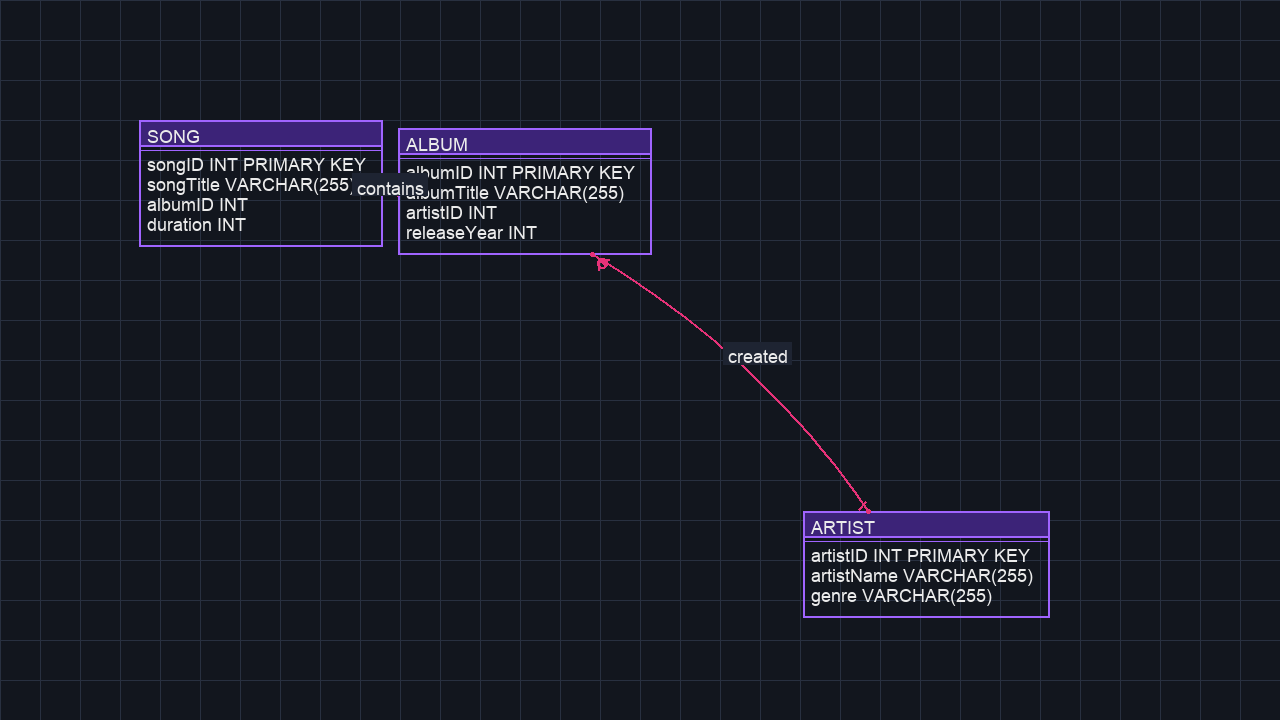 SONG
songID INT PRIMARY KEY
songTitle VARCHAR(255)
albumID INT
duration INT
contains
ALBUM
albumID INT PRIMARY KEY
albumTitle VARCHAR(255)
artistID INT
releaseYear INT
created
ARTIST
artistID INT PRIMARY KEY
artistName VARCHAR(255)
genre VARCHAR(255)